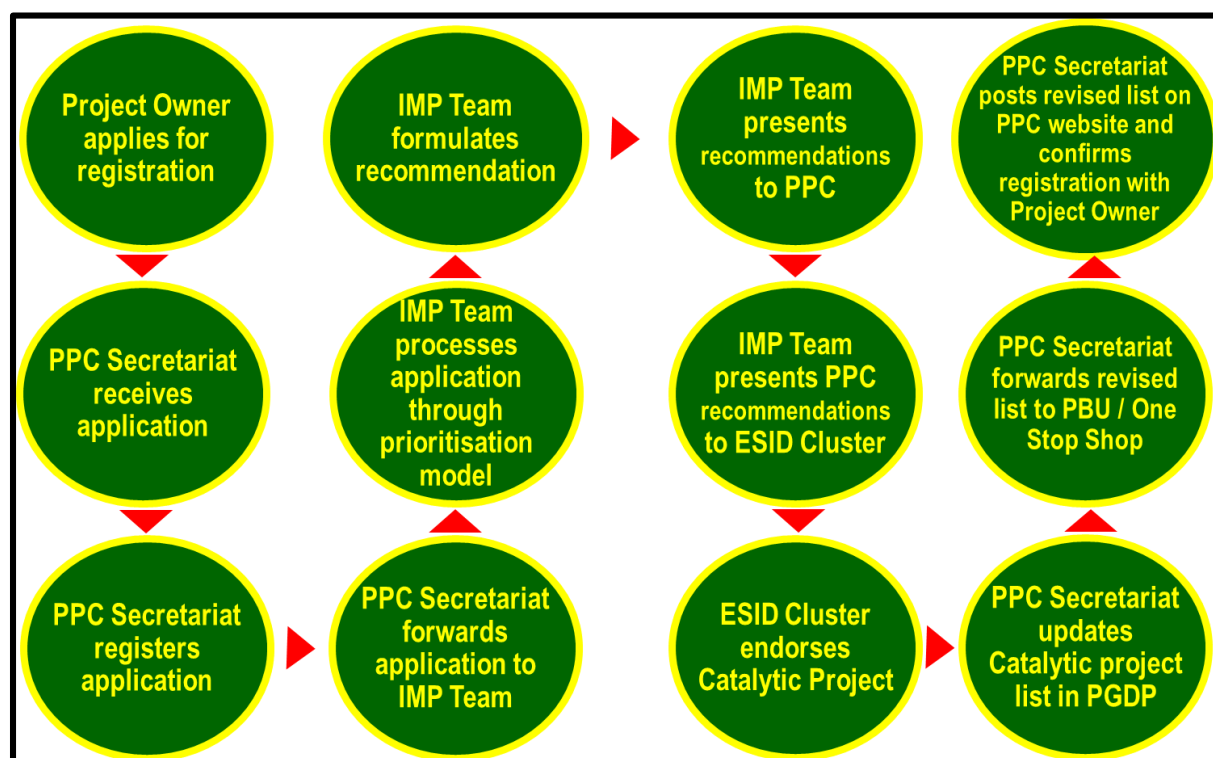 Project Owner
applies for
registration
PPC Secretariat
receives
application
PPC Secretariat
registers
application
PPC Secretariat
forwards
application to
IMP Team
IMP Team
processes
application
through
prioritisation
model
IMP Team
formulates
recommendation
IMP Team
presents
recommendations
to PPC
IMP Team
presents PPC
recommendations
to ESID Cluster
ESID Cluster
endorses
Catalytic Project
PPC Secretariat
updates
Catalytic project
list in PGDP
PPC Secretariat
forwards revised
list to PBU / One
Stop Shop
PPC Secretariat
posts revised list on
PPC website and
confirms
registration with
Project Owner